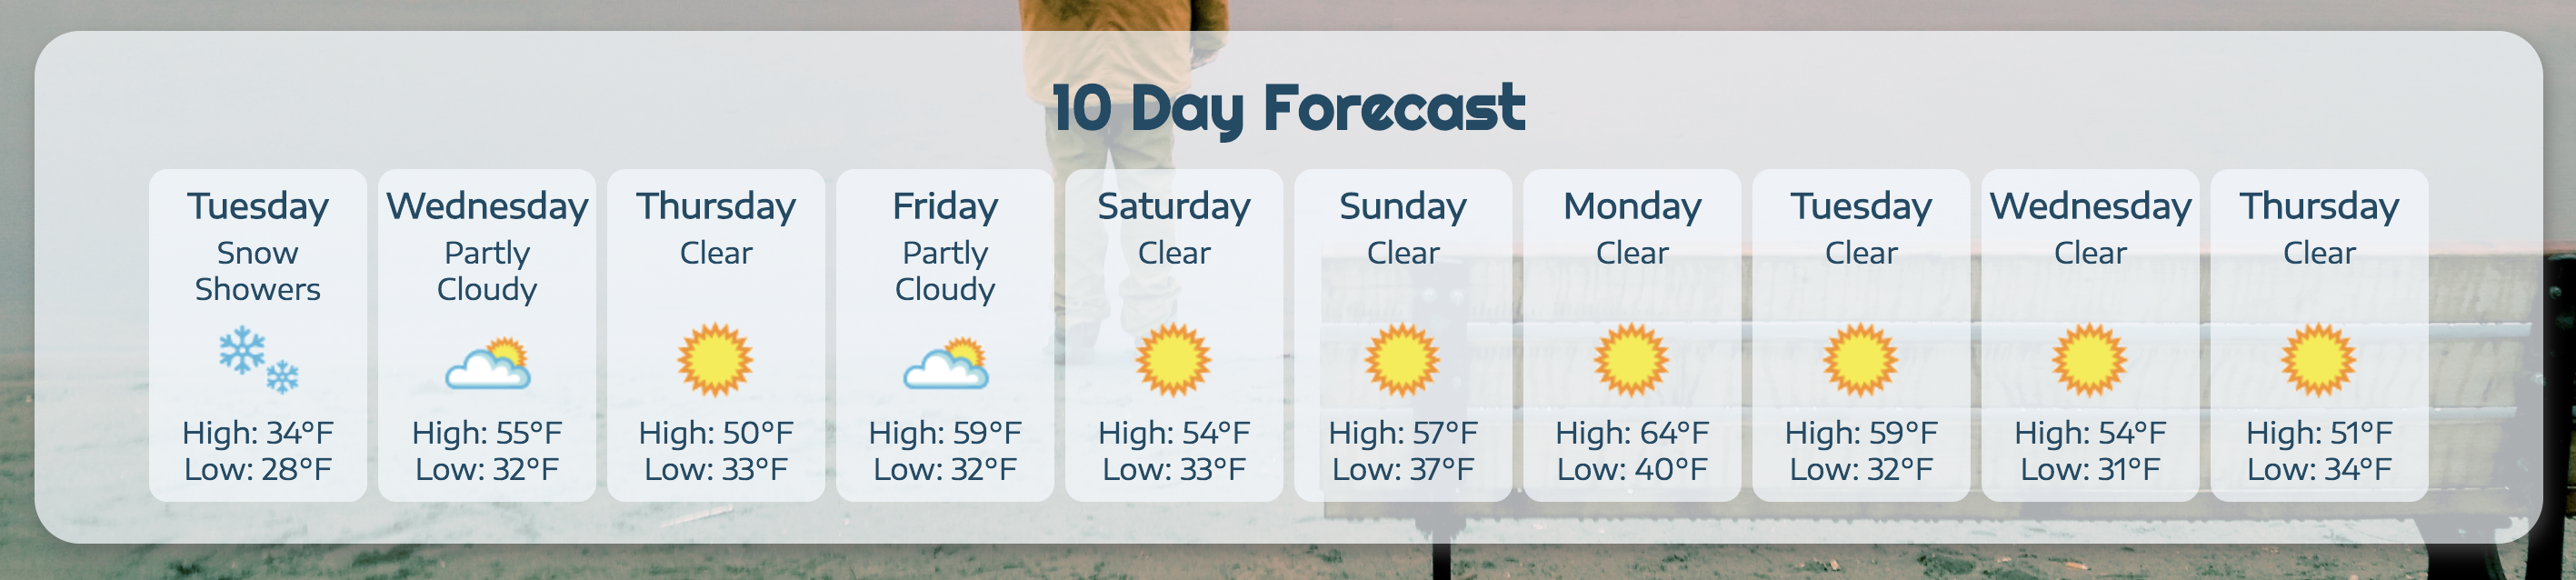 10 Day Forecast
Tuesday
Snow
Showers
High: 34°F
Low: 28°F
Wednesday
Partly
Cloudy
High: 55°F
Low: 32°F
Thursday
Clear
High: 50°F
Low: 33°F
Friday
Partly
Cloudy
High: 59°F
Low: 32°F
Saturday
Clear
High: 54°F
Low: 33°F
Sunday
Clear
High: 57°F
Low: 37°F
Monday
Clear
High: 64°F
Low: 40°F
Tuesday
Clear
High: 59°F
Low: 32°F
Wednesday
Clear
High: 54°F
Low: 31°F
Thursday
Clear
High: 51°F
Low: 34°F